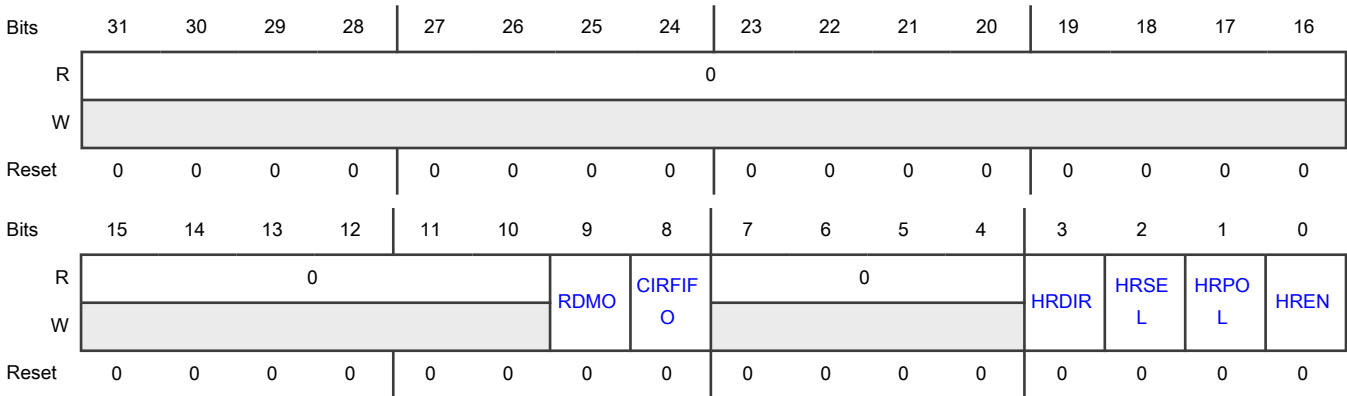 Bits 31 30 29 28 27 26 25 24 23 22 21 20 19 18 17 16
R 0
W
Reset 0 0 0 0 0 0 0 0 0 0 0 0 0 0 0 0
Bits 15 14 13 12 11 10 9 8 7 6 5 4 3 2 1 0
R 0 RDMO CIRFIF O 0 HRDIR HRSE L HRPO L HREN
W
Reset 0 0 0 0 0 0 0 0 0 0 0 0 0 0 0 0